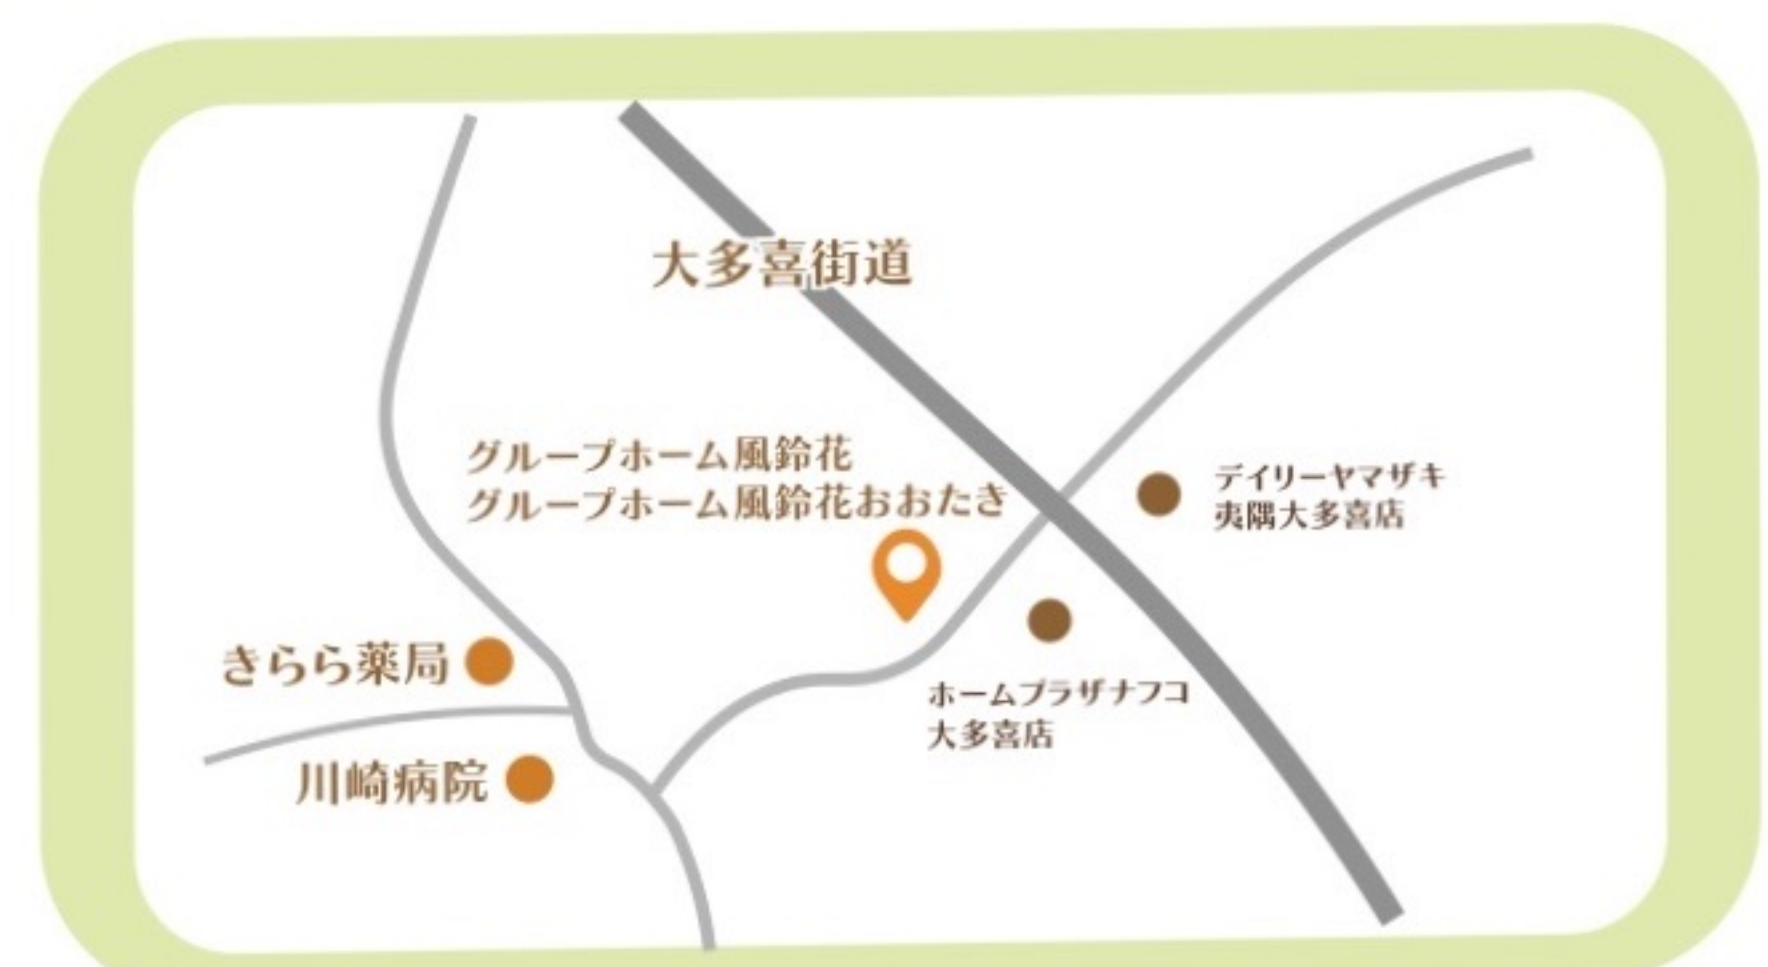 大多喜街道
グループホーム風鈴花
グループホーム風鈴花おおたき
デイリーヤマザキ
夷隅大多喜店
きらら薬局
ホームプラザナフコ
大多喜店
川崎病院